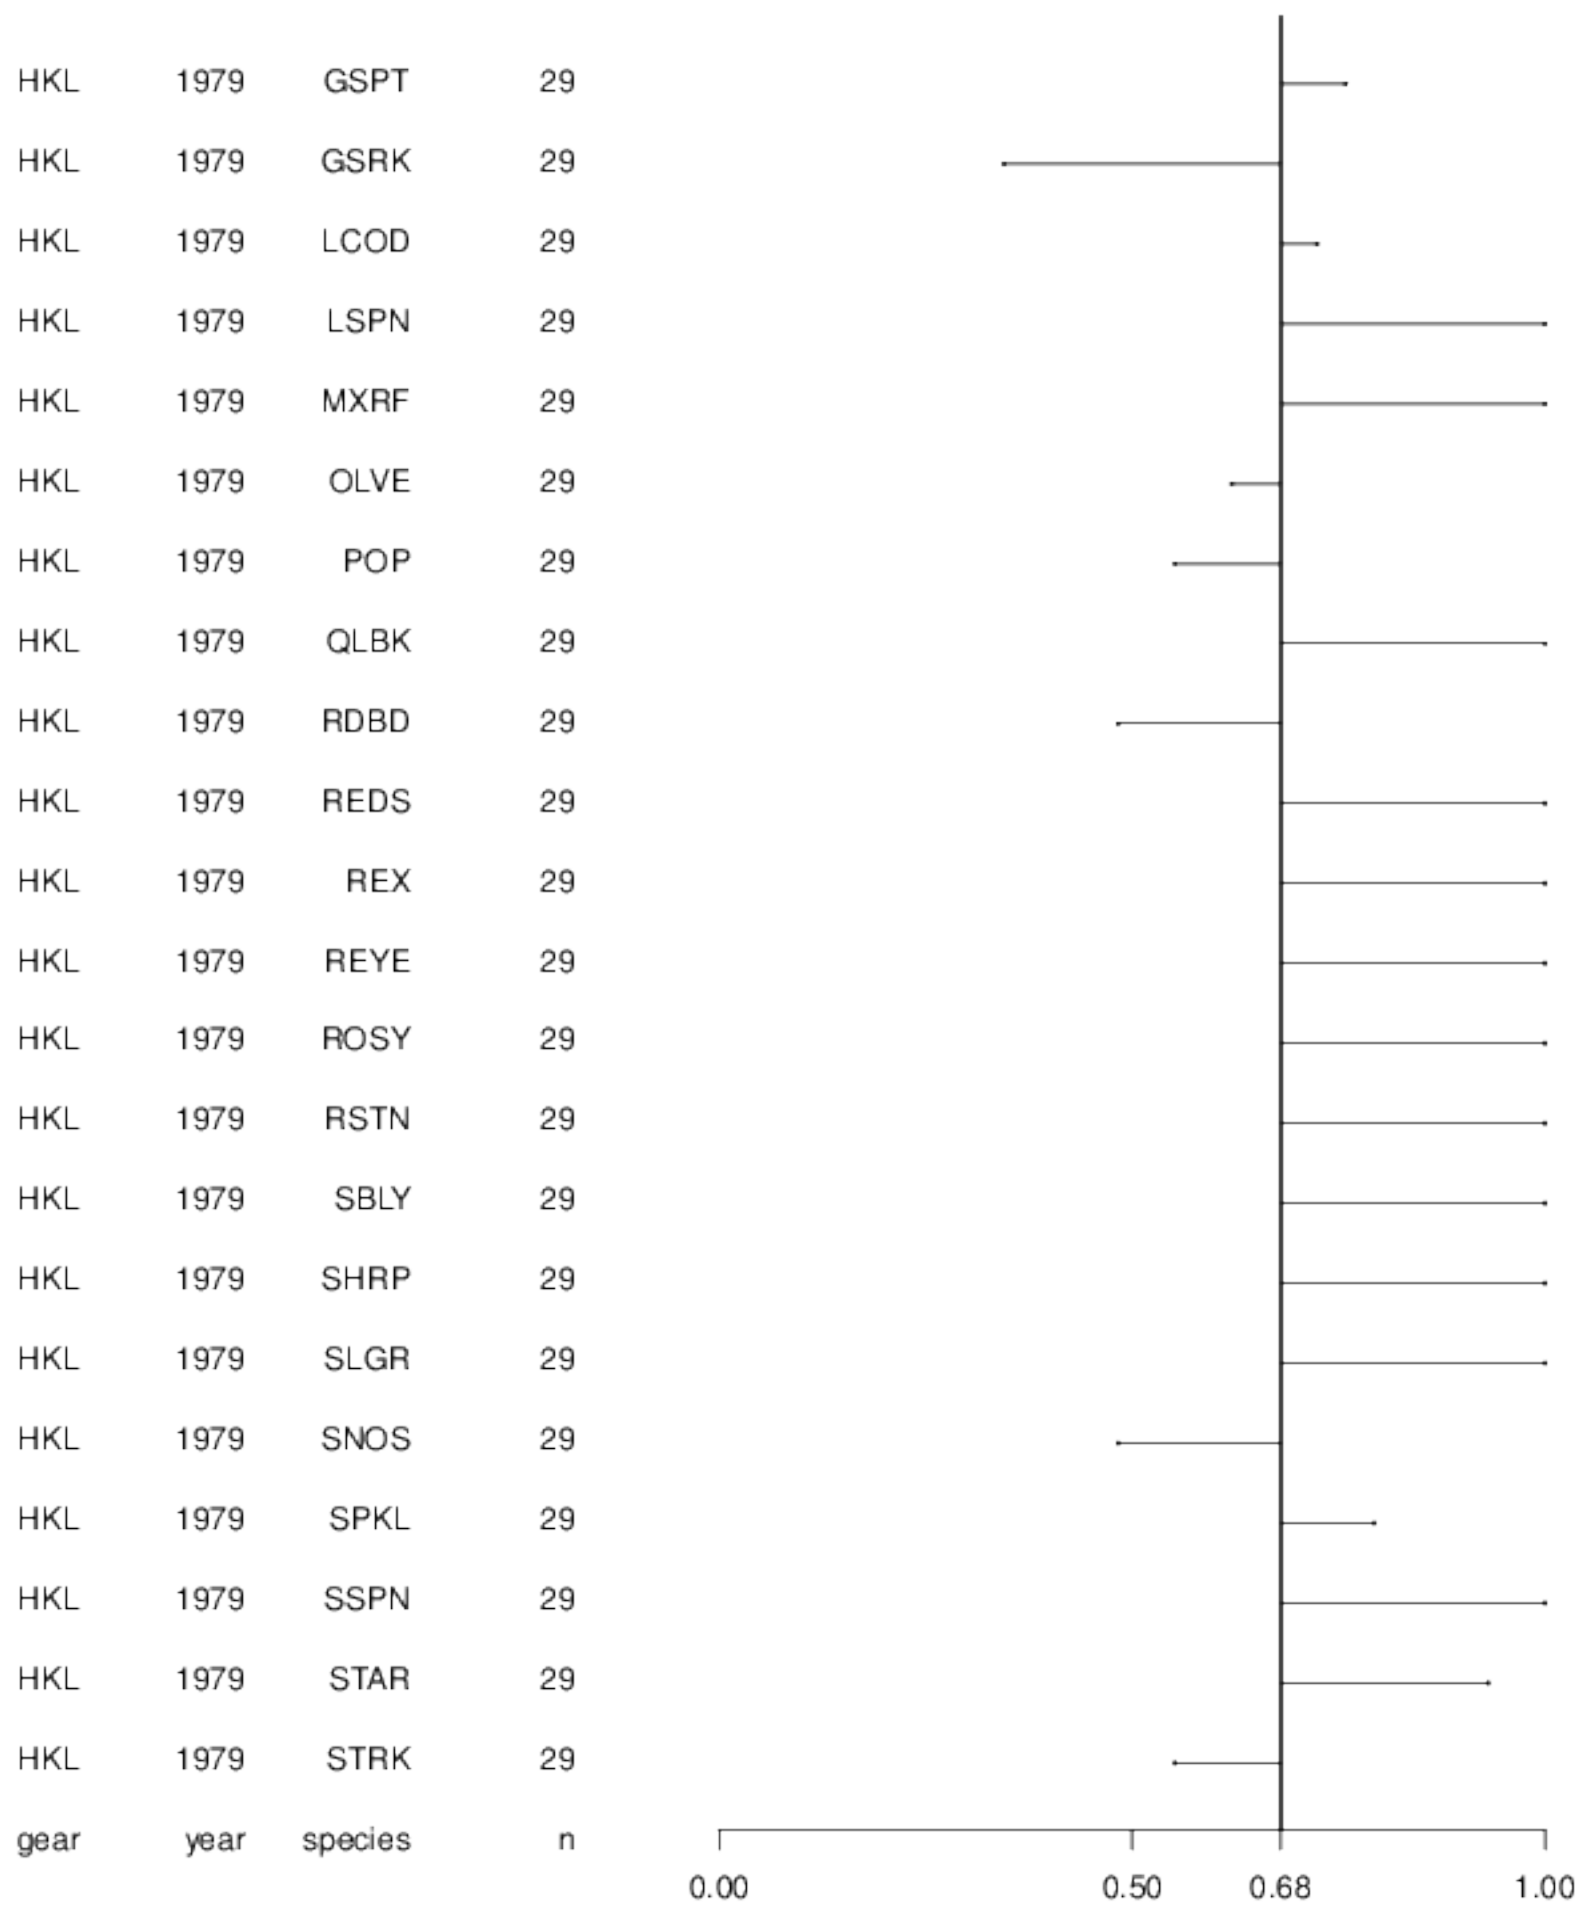 HKL 1979 GSPT 29
HKL 1979 GSRK 29
HKL 1979 LCOD 29
HKL 1979 LSPN 29
HKL 1979 MXRF 29
HKL 1979 OLVE 29
HKL 1979 POP 29
HKL 1979 QLBK 29
HKL 1979 RDBD 29
HKL 1979 REDS 29
HKL 1979 REX 29
HKL 1979 REYE 29
HKL 1979 ROSY 29
HKL 1979 RSTN 29
HKL 1979 SBLY 29
HKL 1979 SHRP 29
HKL 1979 SLGR 29
HKL 1979 SNOS 29
HKL 1979 SPKL 29
HKL 1979 SSPN 29
HKL 1979 STAR 29
HKL 1979 STRK 29
gear year species n
0.00 0.50 0.68 1.00